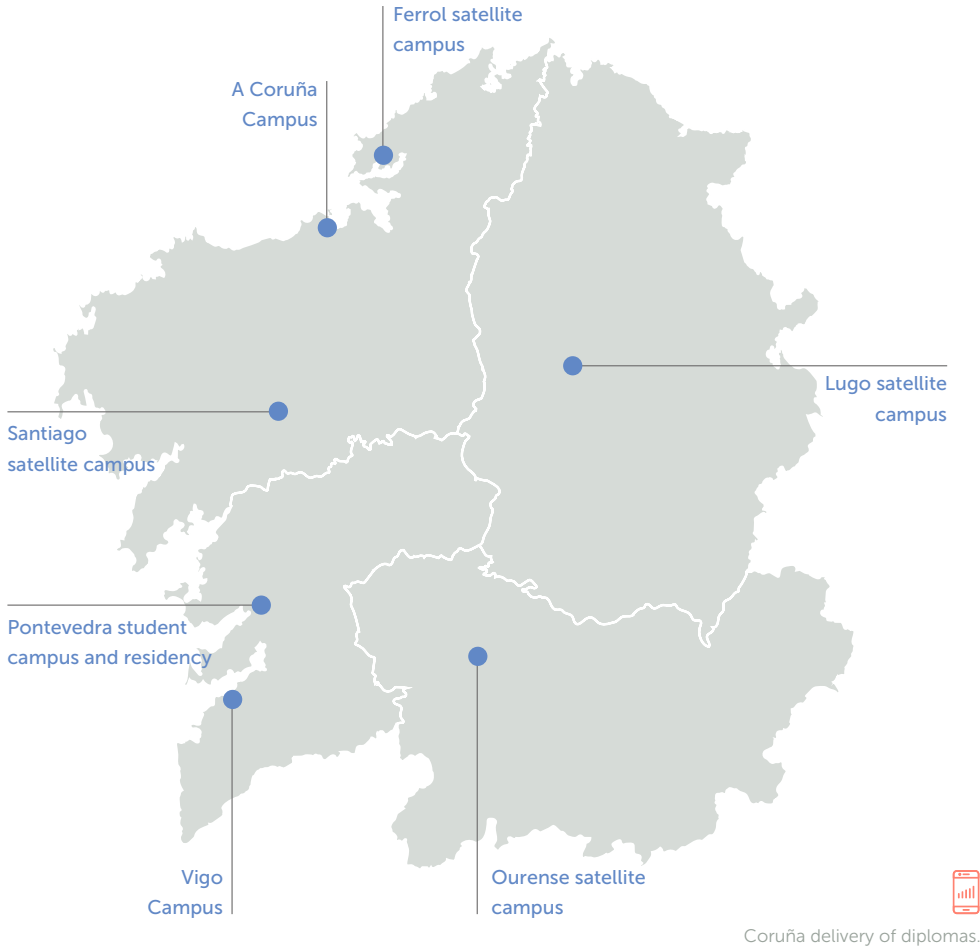 Ferrol satellite
campus
A Coruña
Campus
Lugo satellite
campus
Santiago
satellite campus
Pontevedra student
campus and residency
Vigo
Campus
Ourense satellite
campus
Coruña delivery of diplomas.